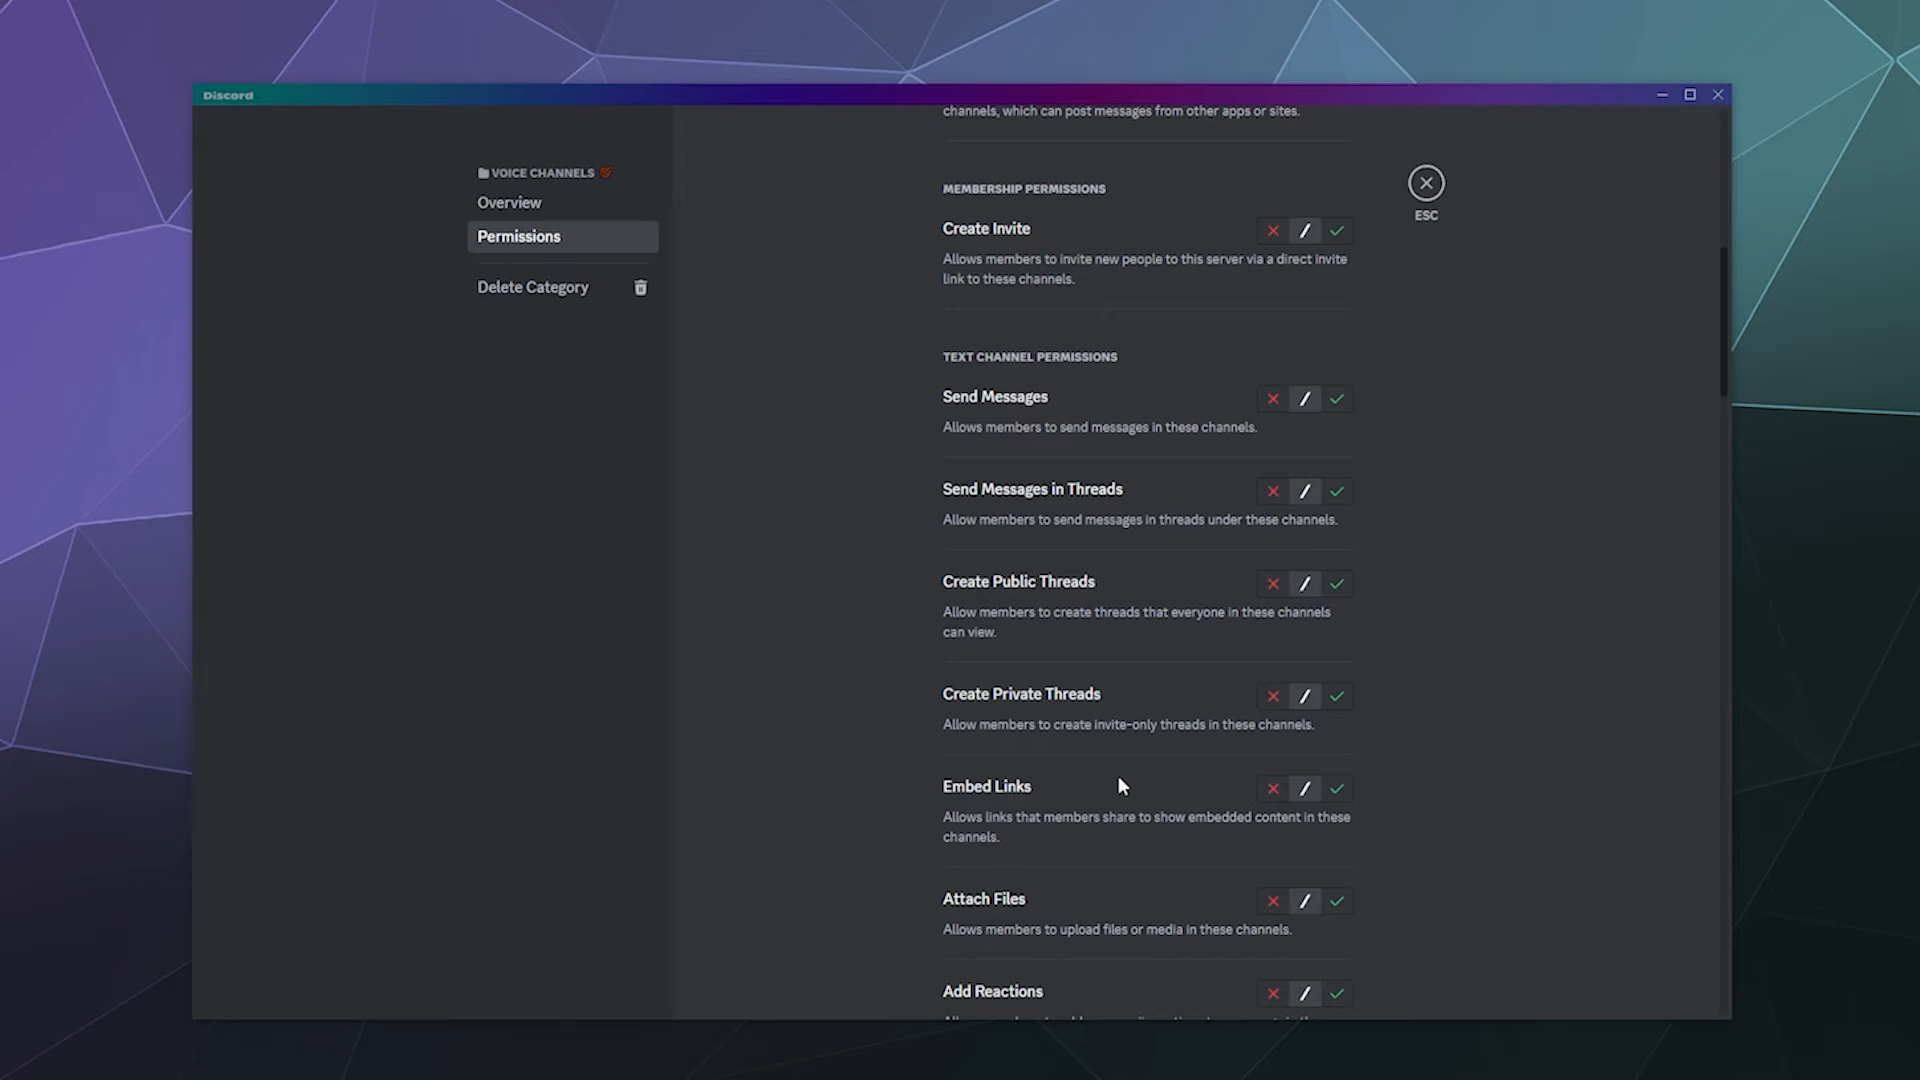 Discord
VOICE CHANNELS
Overview
Permissions
Delete Category
channels, which can post messages from other apps or sites.
MEMBERSHIP PERMISSIONS
Create Invite
Allows members to invite new people to this server via a direct invite
link to these channels.
ESC
TEXT CHANNEL PERMISSIONS
Send Messages
Allows members to send messages in these channels.
Send Messages in Threads
Allow members to send messages in threads under these channels.
Create Public Threads
Allow members to create threads that everyone in these channels
can view.
Create Private Threads
Allow members to create invite-only threads in these channels.
Embed Links
Allows links that members share to show embedded content in these
channels.
Attach Files
Allows members to upload files or media in these channels.
Add Reactions